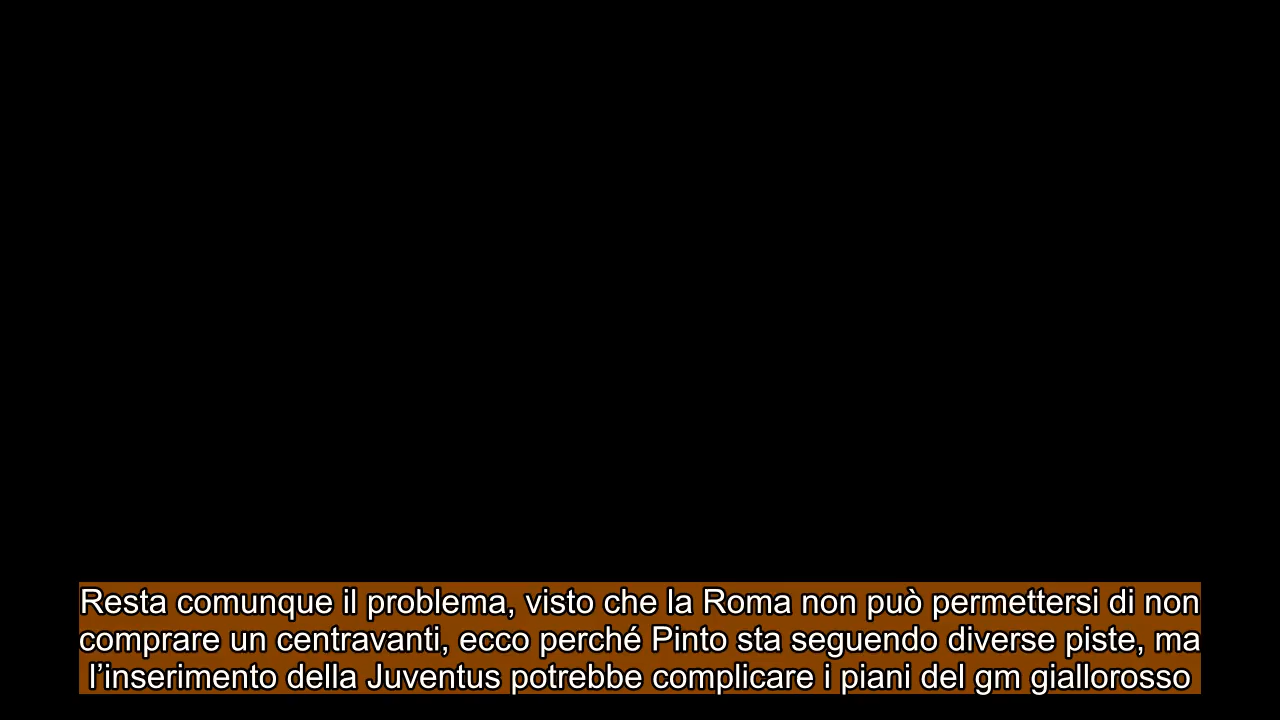 Resta comunque il problema, visto che la Roma non può permettersi di non
comprare un centravanti, ecco perché Pinto sta seguendo diverse piste, ma
l’inserimento della Juventus potrebbe complicare i piani del gm giallorosso